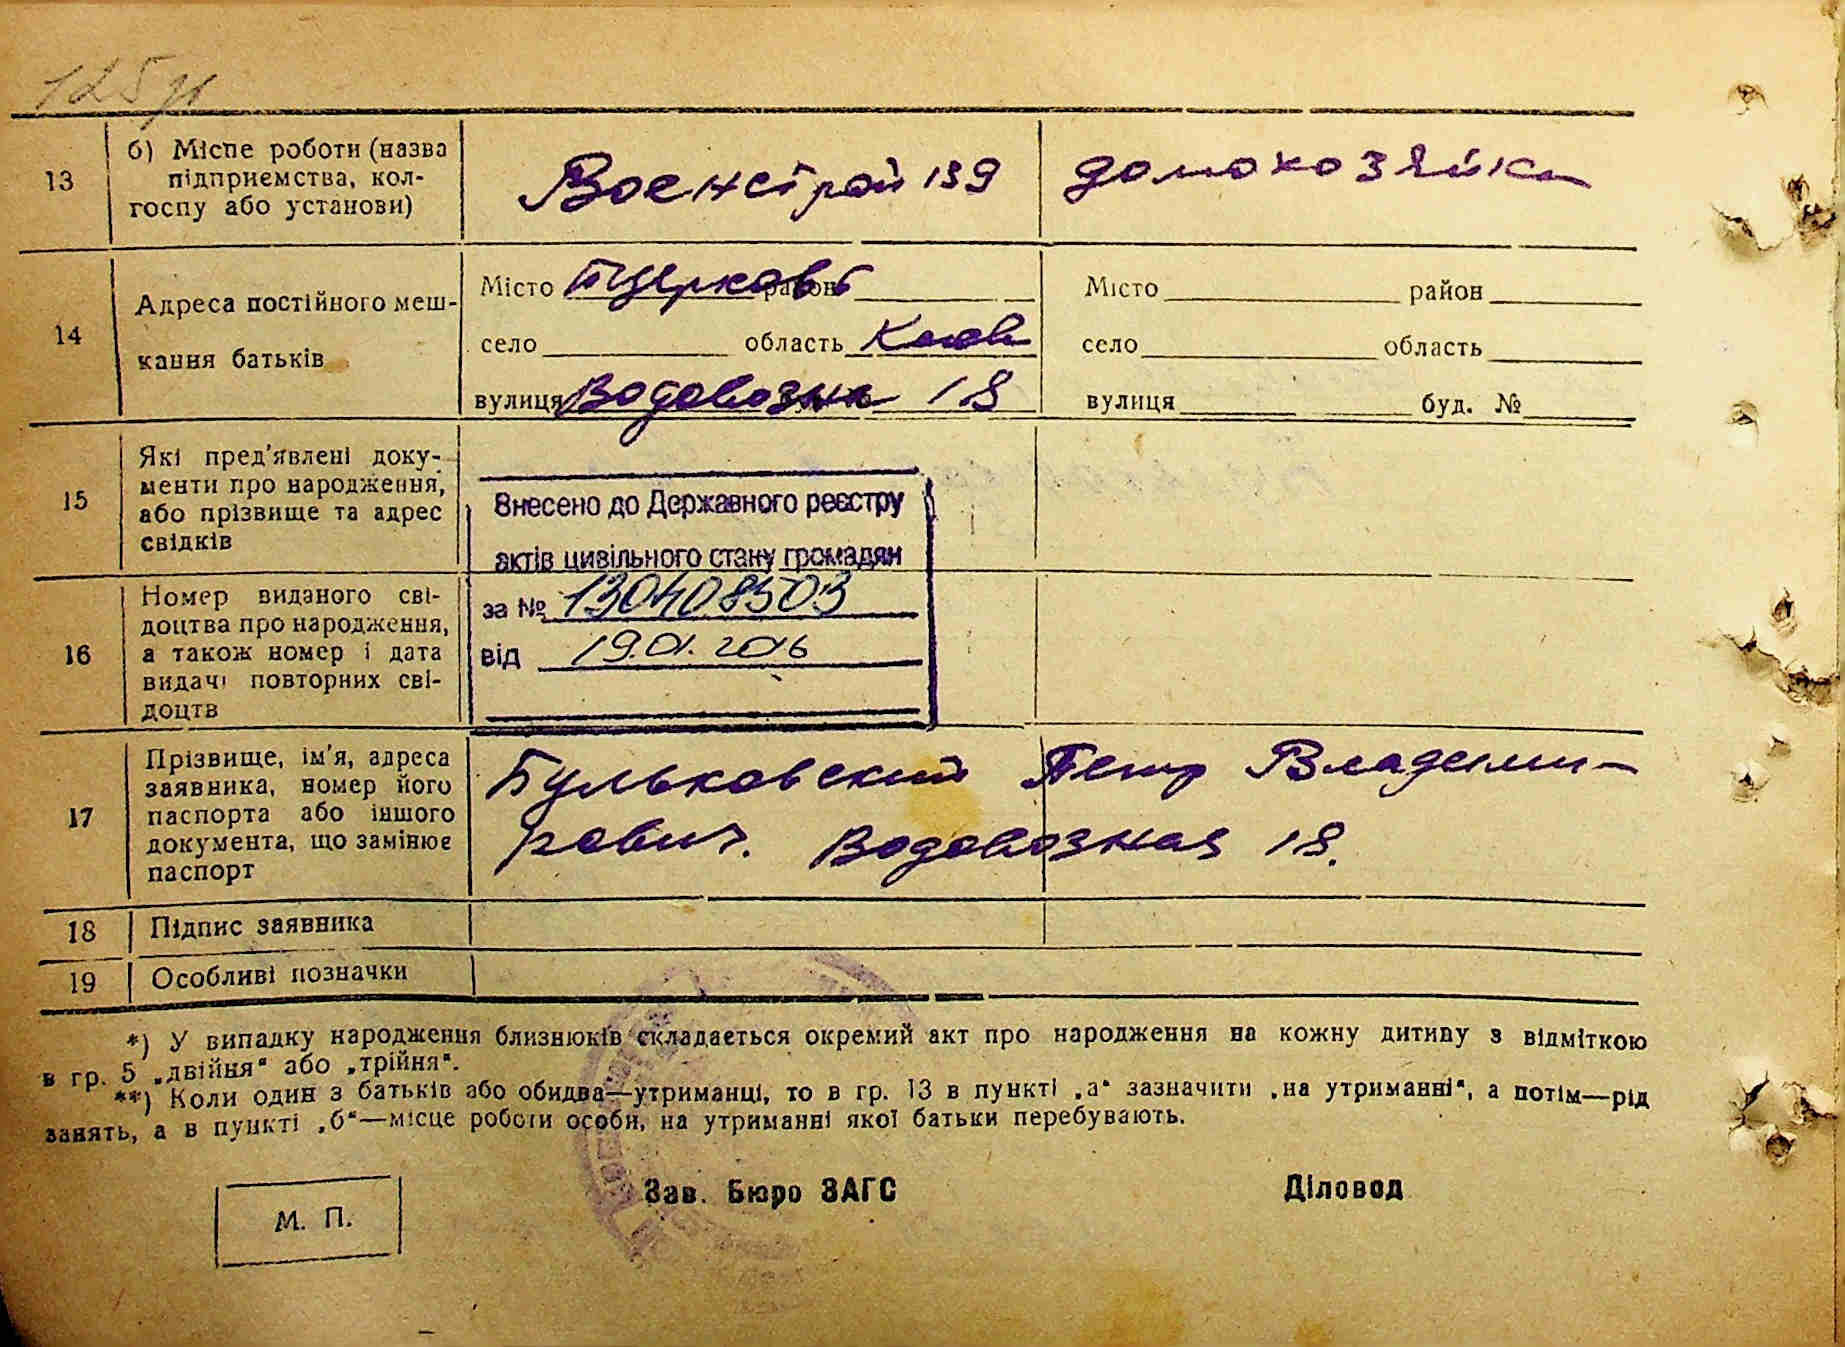 125
13
б) Місце роботи (назва
підприємства, кол-
госпу або установи)
Военстрой 139
домохозяйка
14
Адреса постійного меш-
кання батьків
Місто Б Церковь район
село область Киев
вулиця Водовозная 18
Місто район
село область
вулиця буд. №
15
Які пред'явлені доку-
менти про народження,
або прізвище та адрес
свідків
Внесено до Державного реєстру
актів цивільного стану громадян
за № 130408503
від 19.01.2016
16
Номер виданого сві-
доцтва про народження,
а також номер і дата
видачі повторних сві-
доцтв
17
Прізвище, ім'я, адреса
заявника, номер його
паспорта або іншого
документа, що замінює
паспорт
Бульковский Петр Владими-
рович. Водовозная 18.
18
Підпис заявника
19
Особливі позначки
*) У випадку народження близнюків складається окремий акт про народження на кожну дитину з відміткою
в гр. 5 „двійня" або „трійня".
**) Коли один з батьків або обидва—утриманці, то в гр. 13 в пункті „а" зазначити „на утриманні", а потім—рід
занять, а в пункті „б"—місце роботи особи, на утриманні якої батьки перебувають.
Зав. Бюро ЗАГС
Діловод
М. П.